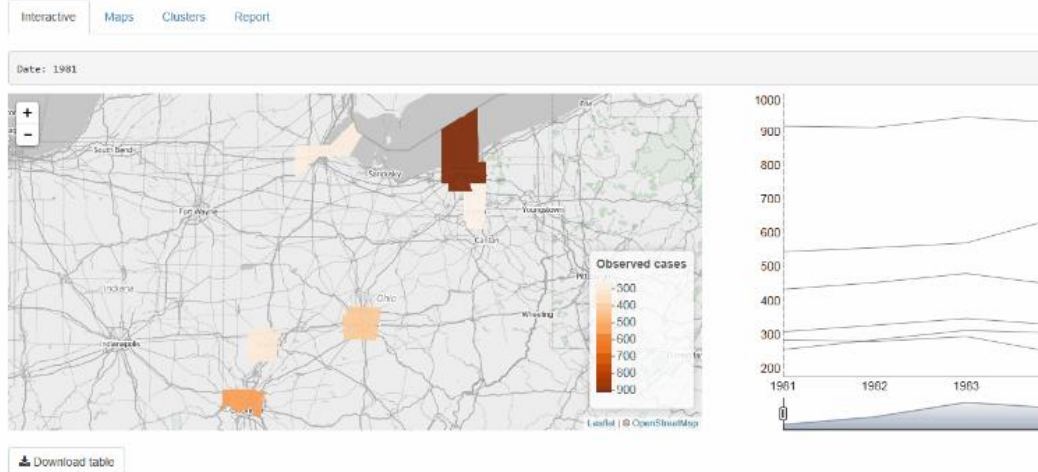 Interactive Maps Clusters Report
Date: 1981
+
-
South Bend
Sandusky
Fort Wayne
Youngstown
Canton
Indiana
Ohio
Wheeling
Indianapolis
Observed cases
300
400
500
600
700
800
900
Leaflet | © OpenStreetMap
1000
900
800
700
600
500
400
300
200
1981 1982 1983
Download table